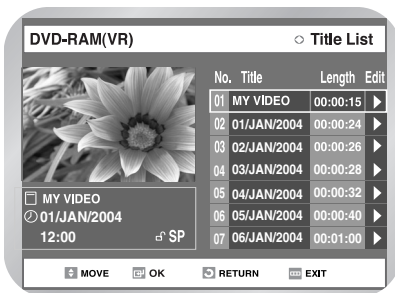 DVD-RAM(VR) Title List
No. Title Length Edit
01 MY VIDEO 00:00:15
02 01/JAN/2004 00:00:24
03 02/JAN/2004 00:00:26
04 03/JAN/2004 00:00:28
05 04/JAN/2004 00:00:32
06 05/JAN/2004 00:00:40
07 06/JAN/2004 00:01:00
MY VIDEO
01/JAN/2004
12:00 SP
MOVE OK RETURN EXIT